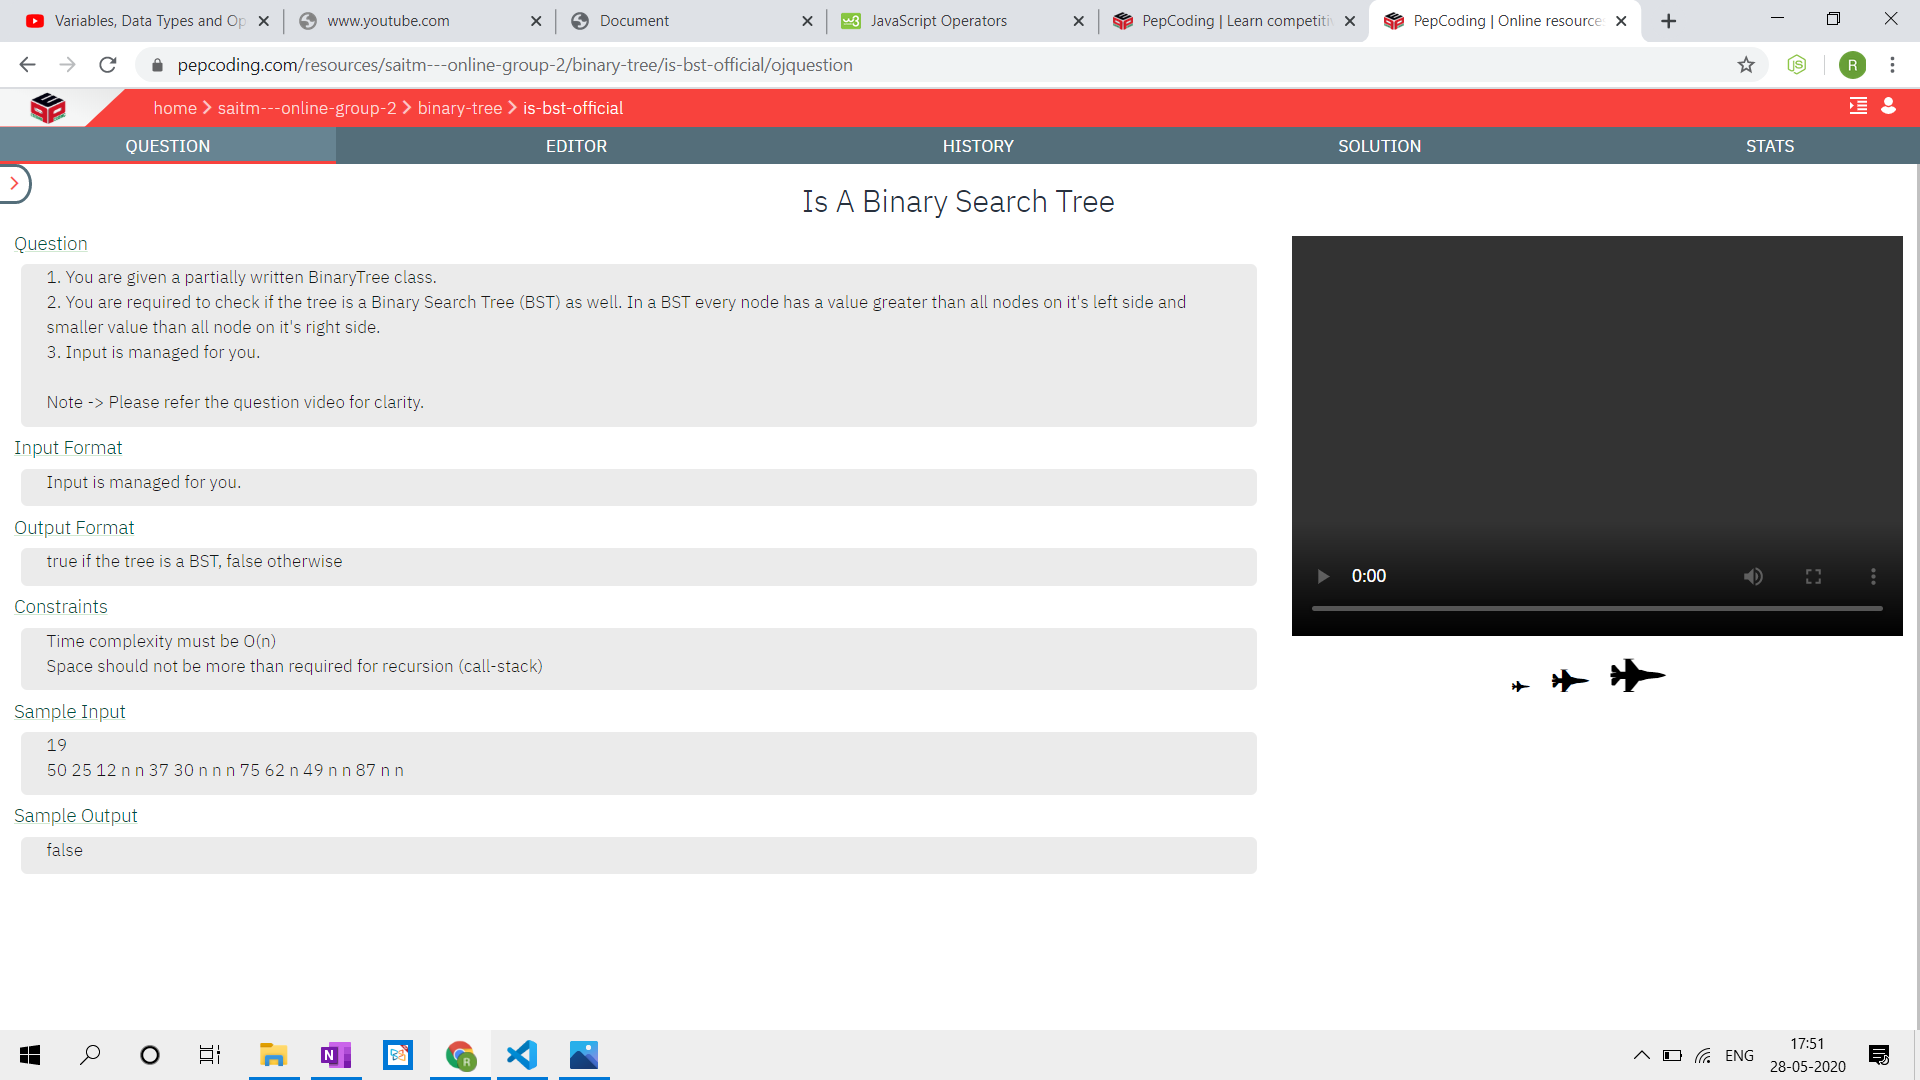 Variables, Data Types and Op
www.youtube.com
Document
w3 JavaScript Operators
PepCoding | Learn competitiv
PepCoding | Online resource
pepcoding.com/resources/saitm---online-group-2/binary-tree/is-bst-official/ojquestion
R
home > saitm---online-group-2 > binary-tree > is-bst-official
QUESTION
EDITOR
HISTORY
SOLUTION
STATS
Is A Binary Search Tree
Question
1. You are given a partially written BinaryTree class.
2. You are required to check if the tree is a Binary Search Tree (BST) as well. In a BST every node has a value greater than all nodes on it's left side and
smaller value than all node on it's right side.
3. Input is managed for you.
Note -> Please refer the question video for clarity.
Input Format
Input is managed for you.
Output Format
true if the tree is a BST, false otherwise
Constraints
Time complexity must be O(n)
Space should not be more than required for recursion (call-stack)
Sample Input
19
50 25 12 n n 37 30 n n n 75 62 n 49 n n 87 n n
Sample Output
false
0:00
N
R
ENG
17:51
28-05-2020